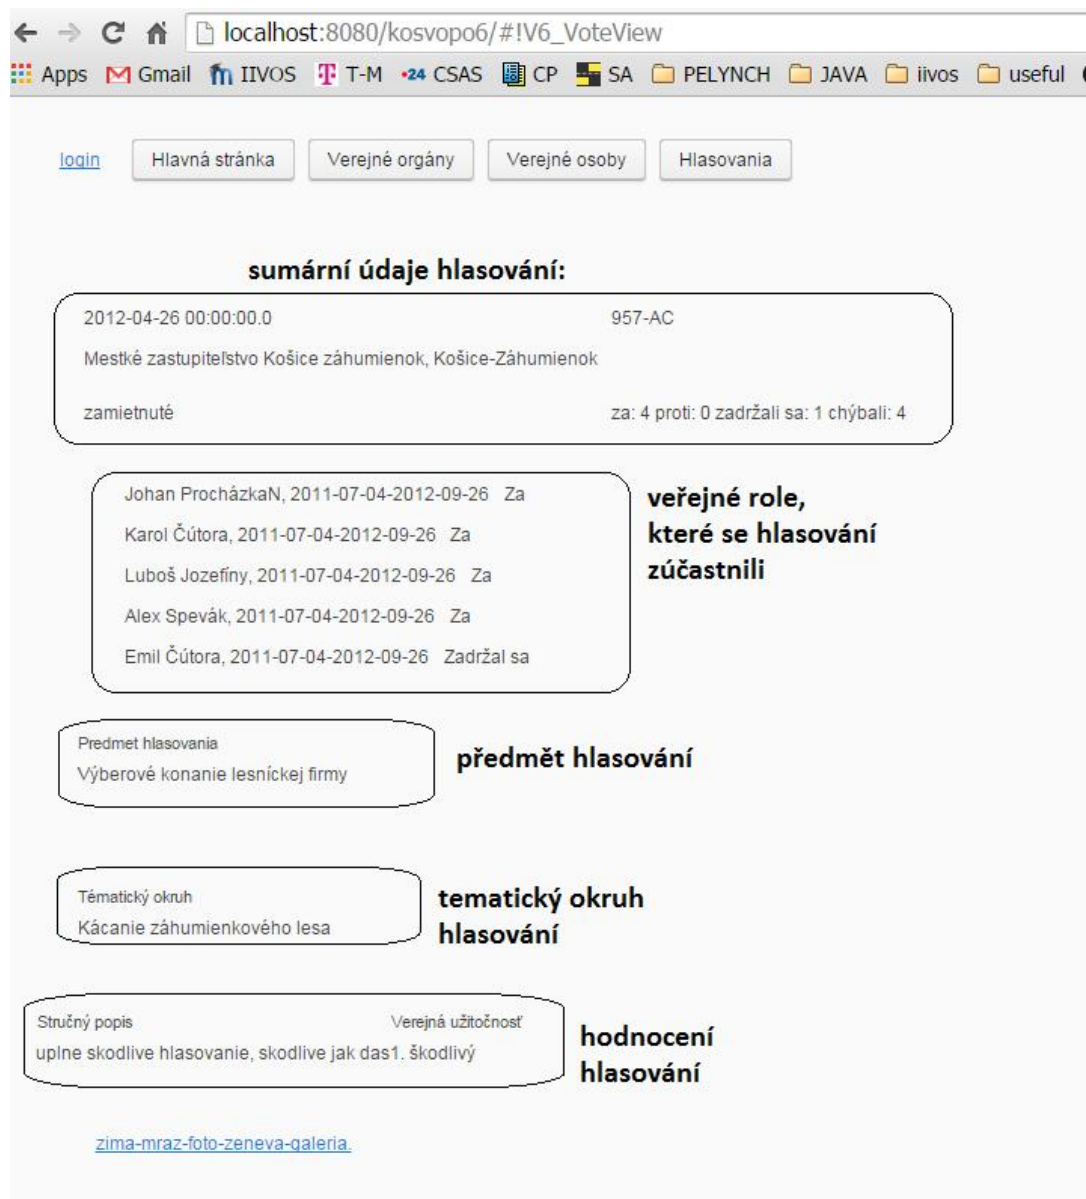 localhost:8080/kosvopo6/#!V6_VoteView
Apps Gmail IIVOS T-M CSAS CP SA PELYNCH JAVA iivos useful
login Hlavná stránka Verejné orgány Verejné osoby Hlasovania
sumární údaje hlasování:
2012-04-26 00:00:00.0 957-AC
Mestké zastupiteľstvo Košice záhumienok, Košice-Záhumienok
zamietnuté za: 4 proti: 0 zadržali sa: 1 chýbali: 4
Johan ProcházkaN, 2011-07-04-2012-09-26 Za
Karol Čútora, 2011-07-04-2012-09-26 Za
Luboš Jozefíny, 2011-07-04-2012-09-26 Za
Alex Spevák, 2011-07-04-2012-09-26 Za
Emil Čútora, 2011-07-04-2012-09-26 Zadržal sa
veřejné role,
které se hlasování
zúčastnili
Predmet hlasovania
Výberové konanie lesníckej firmy
předmět hlasování
Tématický okruh
Kácanie záhumienkového lesa
tematický okruh
hlasování
Stručný popis Verejná užitočnosť
uplne skodlive hlasovanie, skodlive jak das1. škodlivý
hodnocení
hlasování
zima-mraz-foto-zeneva-galeria.